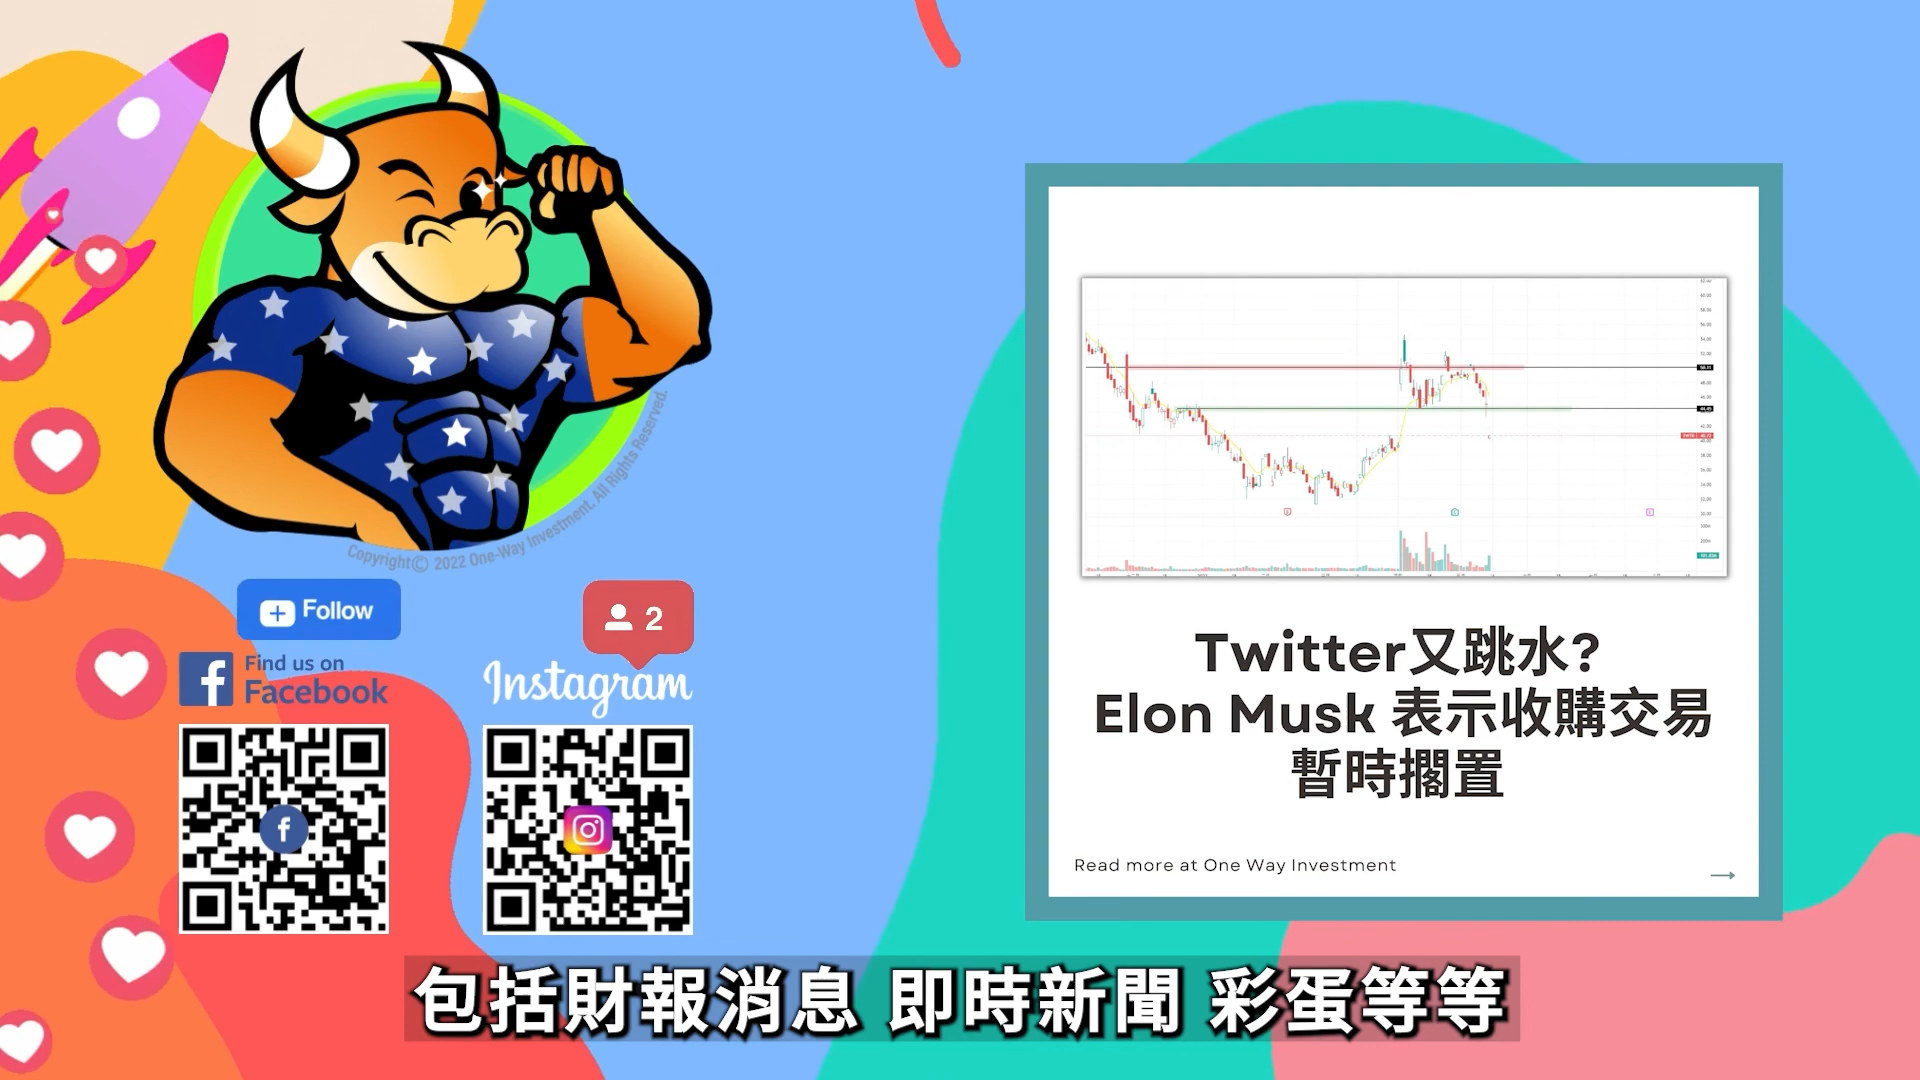 Copyright© 2022 One-Way Investment. All Rights Reserved.
Follow
2
Find us on
Facebook
Instagram
Twitter又跳水?
Elon Musk 表示收購交易
暫時擱置
Read more at One Way Investment
包括財報消息 即時新聞 彩蛋等等